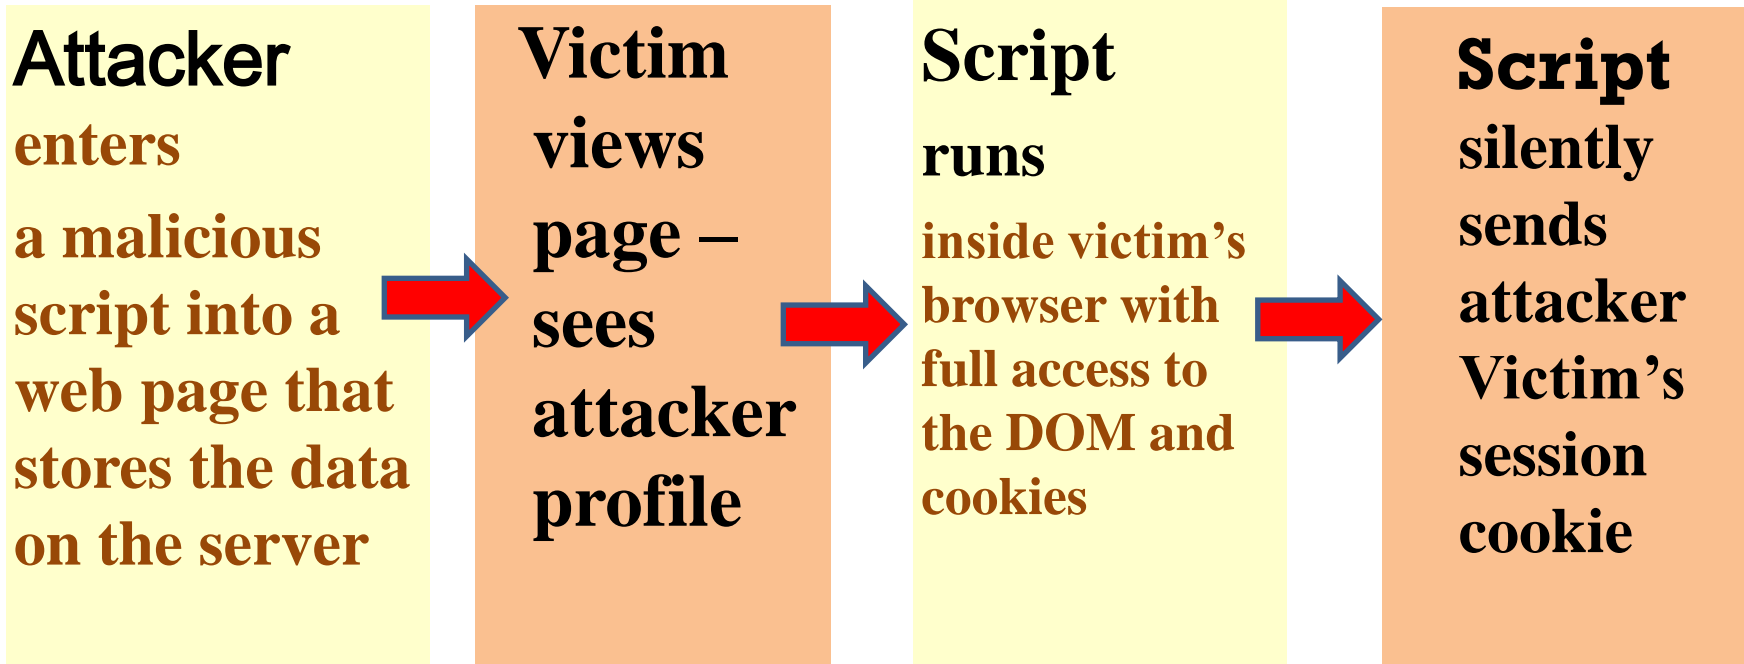 Attacker
enters
a malicious
script into a
web page that
stores the data
on the server
Victim
views
page –
sees
attacker
profile
Script
runs
inside victim’s
browser with
full access to
the DOM and
cookies
Script
silently
sends
attacker
Victim’s
session
cookie